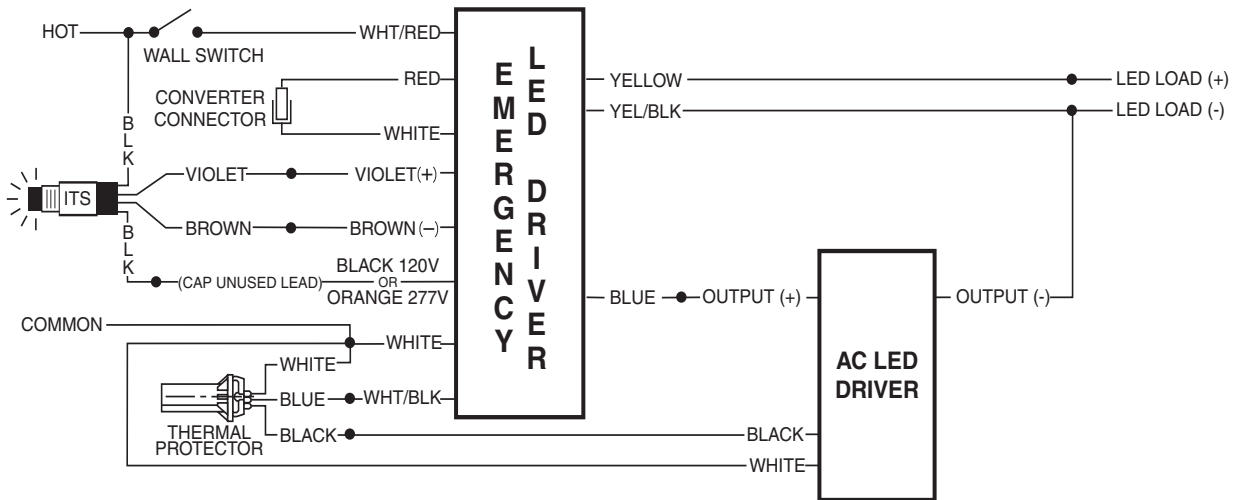 HOT
WALL SWITCH
WHT/RED
RED
CONVERTER
CONNECTOR
WHITE
BLK
VIOLET
VIOLET(+)
ITS
BROWN
BROWN(–)
BLK
(CAP UNUSED LEAD)
BLACK 120V
OR
ORANGE 277V
COMMON
WHITE
WHITE
BLUE
WHT/BLK
THERMAL
PROTECTOR
BLACK
EMERGENCY
LED DRIVER
YELLOW
LED LOAD (+)
YEL/BLK
LED LOAD (-)
BLUE
OUTPUT (+)
OUTPUT (-)
AC LED
DRIVER
BLACK
WHITE